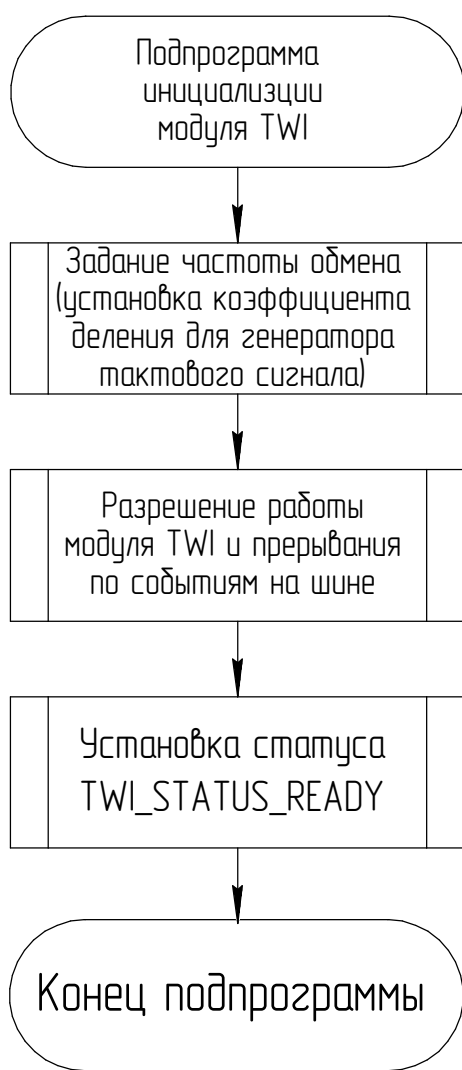 Подпрограмма
инициализции
модуля TWI
Задание частоты обмена
(установка коэффициента
деления для генератора
тактового сигнала)
Разрешение работы
модуля TWI и прерывания
по событиям на шине
Установка статуса
TWI_STATUS_READY
Конец подпрограммы